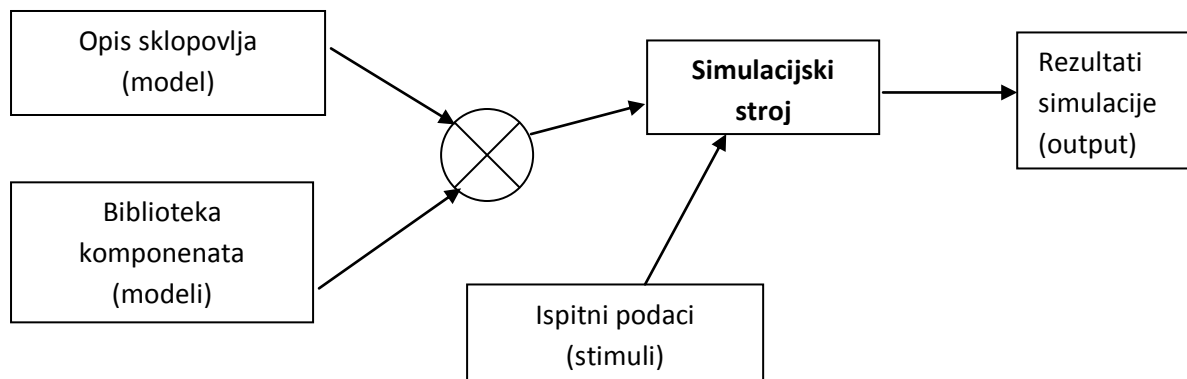 Opis sklopovlja
(model)
Biblioteka
komponenata
(modeli)
Simulacijski
stroj
Ispitni podaci
(stimuli)
Rezultati
simulacije
(output)